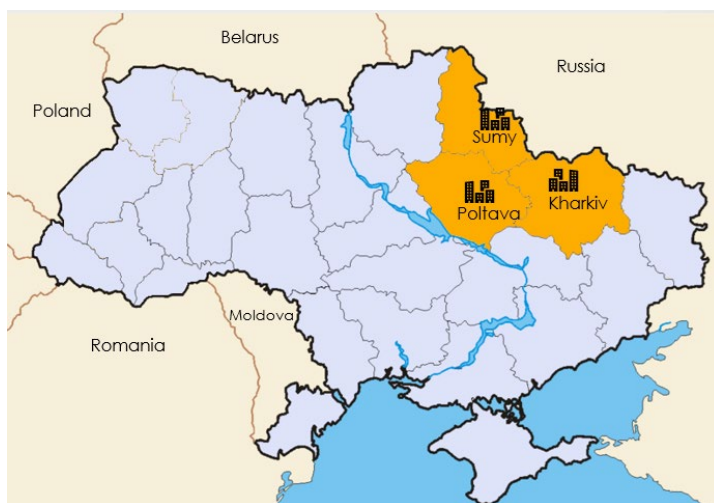 Belarus
Russia
Poland
Sumy
Poltava
Kharkiv
Moldova
Romania